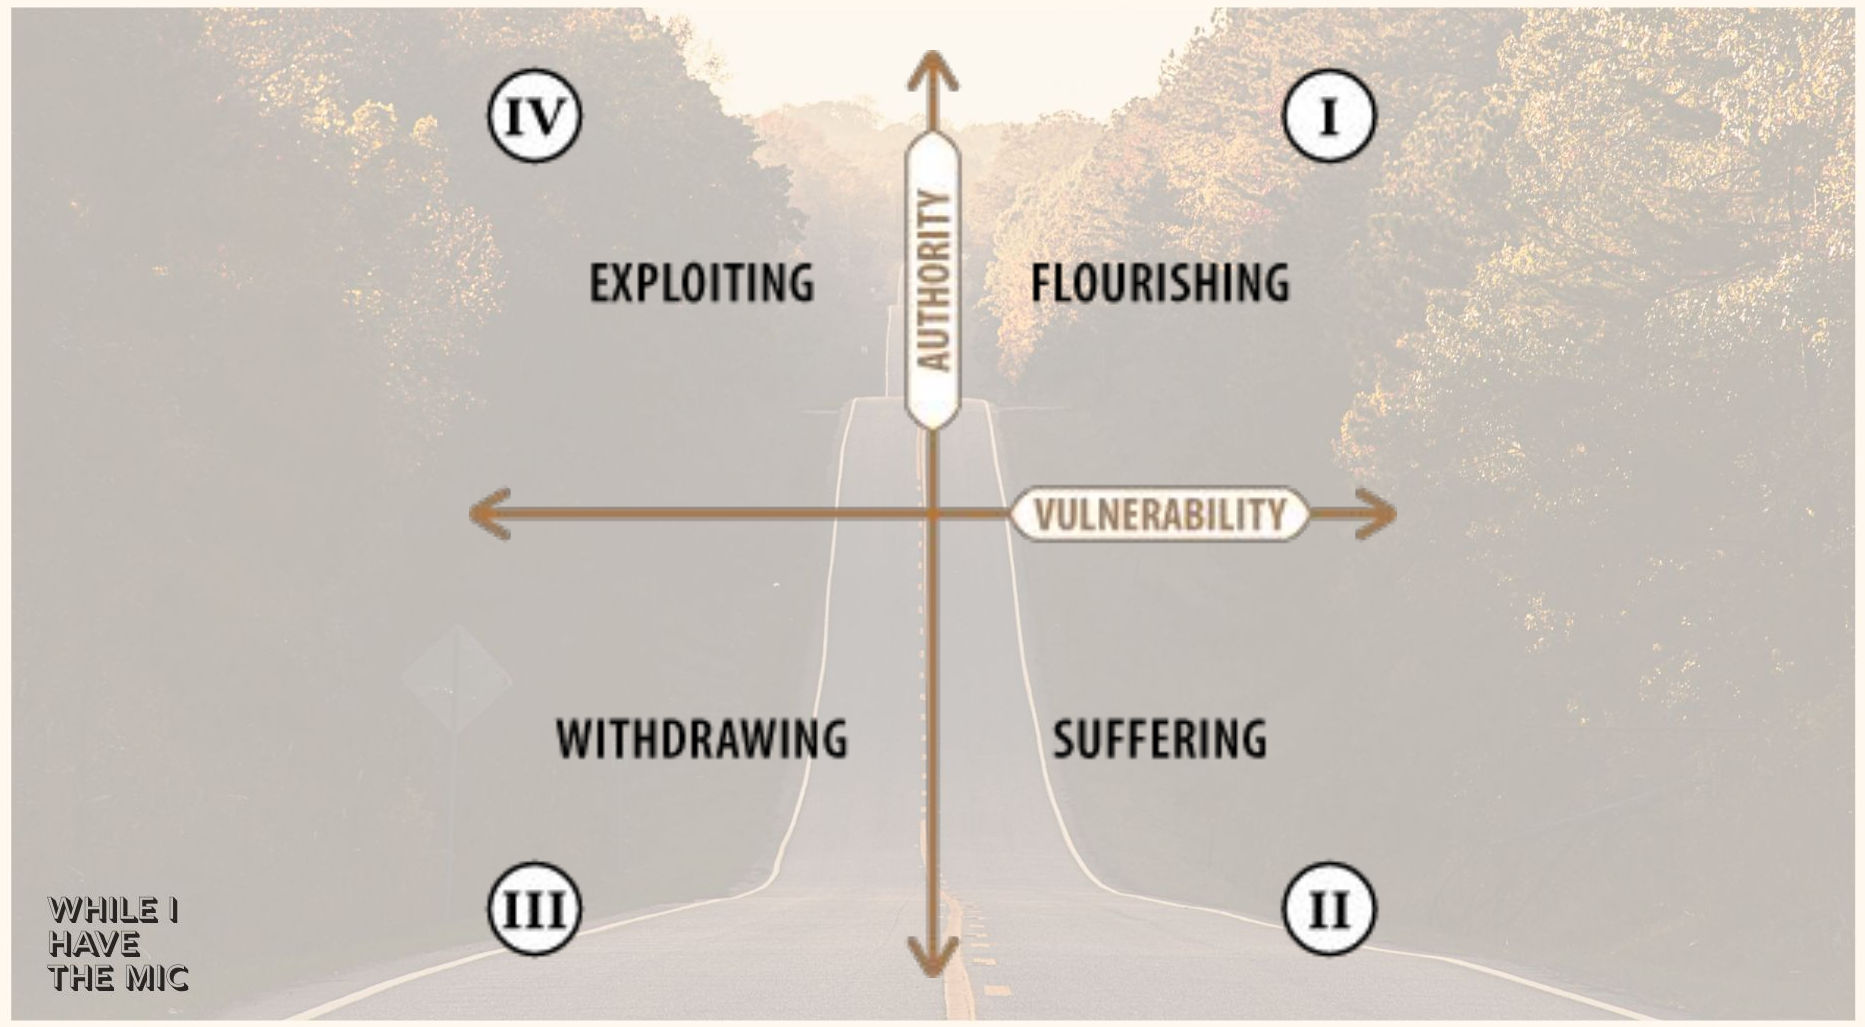 IV
I
AUTHORITY
EXPLOITING
FLOURISHING
VULNERABILITY
WITHDRAWING
SUFFERING
III
II
WHILE I
HAVE
THE MIC